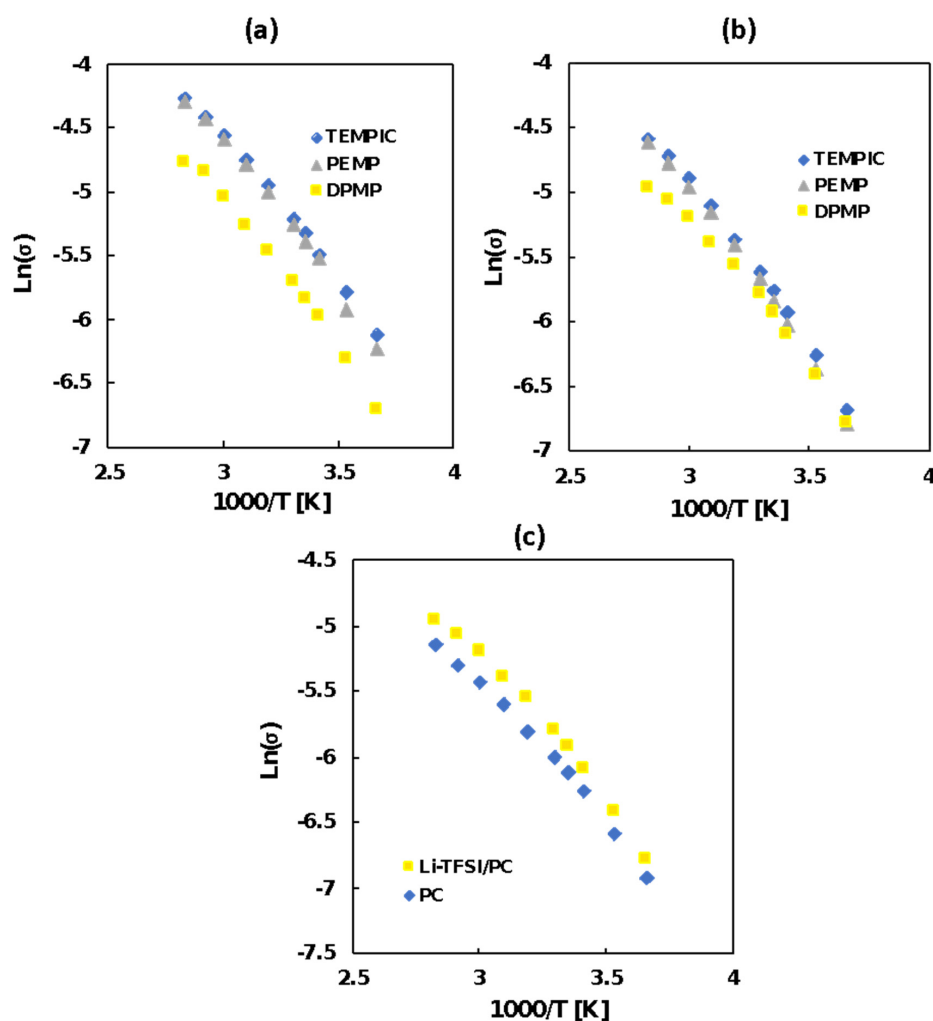 (a)
-4
-4.5
-5
-5.5
-6
-6.5
-7
Ln(σ)
TEMPIC
PEMP
DPMP
2.5 3 3.5 4
1000/T [K]
(b)
-4
-4.5
-5
-5.5
-6
-6.5
-7
Ln(σ)
TEMPIC
PEMP
DPMP
2.5 3 3.5 4
1000/T [K]
(c)
-4.5
-5
-5.5
-6
-6.5
-7
-7.5
Ln(σ)
Li-TFSI/PC
PC
2.5 3 3.5 4
1000/T [K]